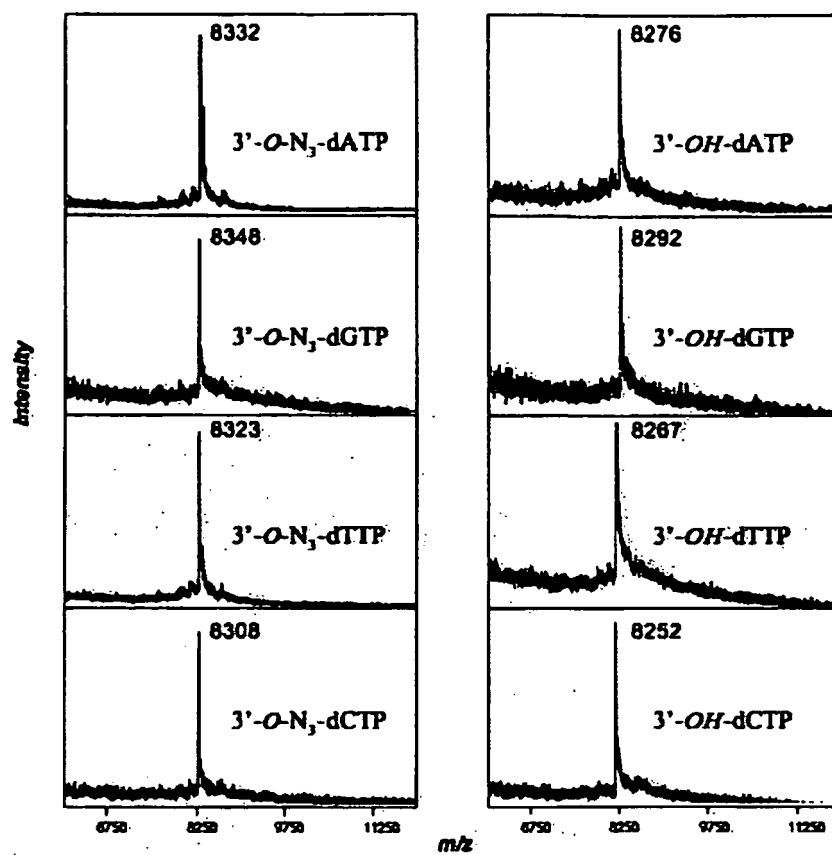 8332
3'-O-N₃-dATP
8276
3'-OH-dATP
8348
3'-O-N₃-dGTP
8292
3'-OH-dGTP
Intensity
8323
3'-O-N₃-dTTP
8267
3'-OH-dTTP
8308
3'-O-N₃-dCTP
8252
3'-OH-dCTP
6750 8250 9750 11250
6750 8250 9750 11250
m/z